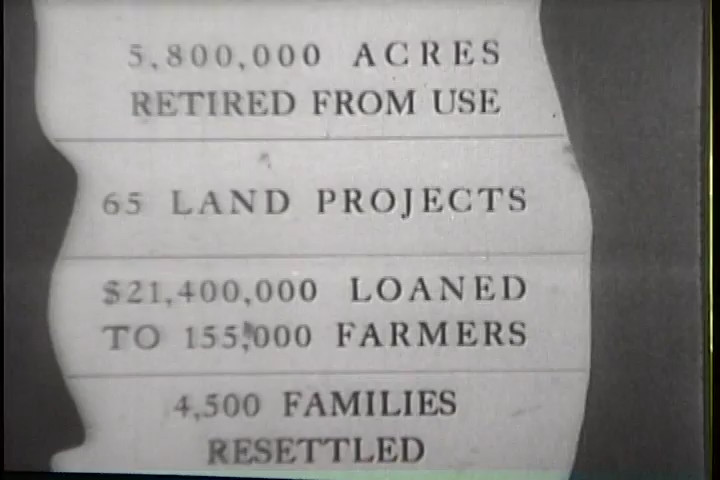 5,800,000 ACRES
RETIRED FROM USE
65 LAND PROJECTS
$21,400,000 LOANED
TO 155,000 FARMERS
4,500 FAMILIES
RESETTLED